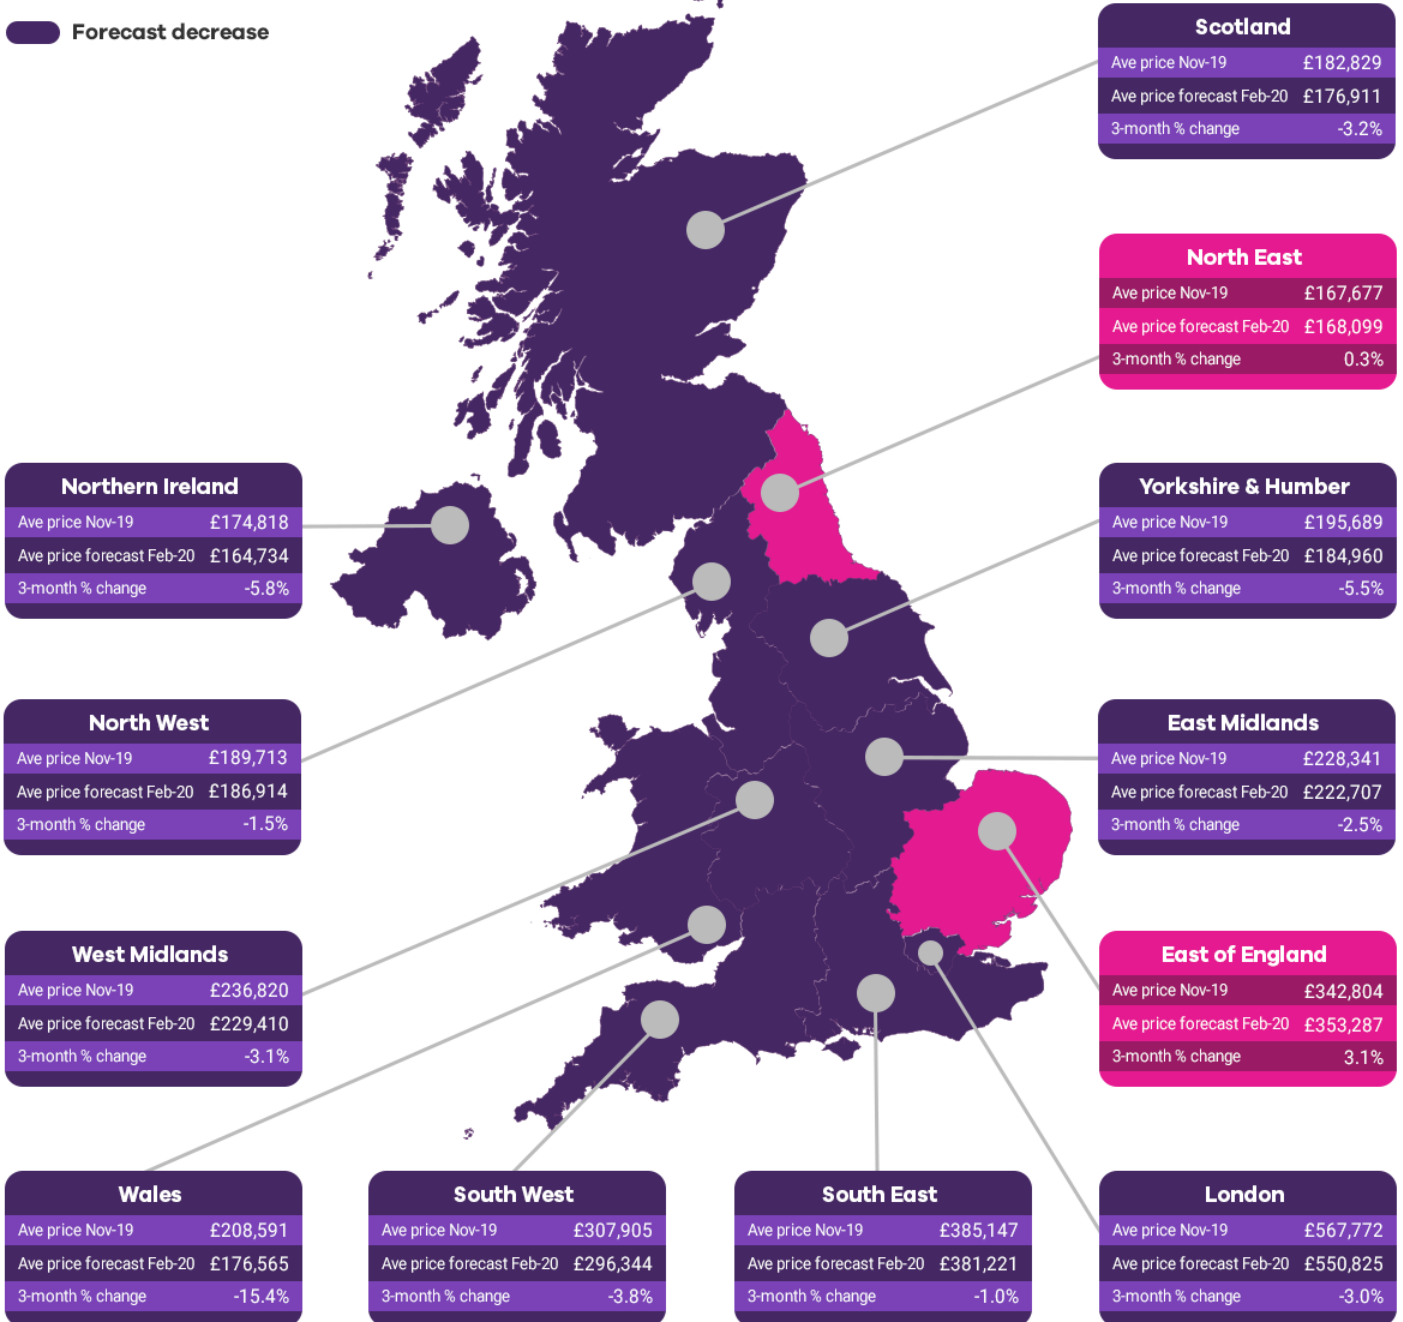 Forecast decrease
Scotland
Ave price Nov-19 £182,829
Ave price forecast Feb-20 £176,911
3-month % change -3.2%
North East
Ave price Nov-19 £167,677
Ave price forecast Feb-20 £168,099
3-month % change 0.3%
Northern Ireland
Ave price Nov-19 £174,818
Ave price forecast Feb-20 £164,734
3-month % change -5.8%
Yorkshire & Humber
Ave price Nov-19 £195,689
Ave price forecast Feb-20 £184,960
3-month % change -5.5%
North West
Ave price Nov-19 £189,713
Ave price forecast Feb-20 £186,914
3-month % change -1.5%
East Midlands
Ave price Nov-19 £228,341
Ave price forecast Feb-20 £222,707
3-month % change -2.5%
West Midlands
Ave price Nov-19 £236,820
Ave price forecast Feb-20 £229,410
3-month % change -3.1%
East of England
Ave price Nov-19 £342,804
Ave price forecast Feb-20 £353,287
3-month % change 3.1%
Wales
Ave price Nov-19 £208,591
Ave price forecast Feb-20 £176,565
3-month % change -15.4%
South West
Ave price Nov-19 £307,905
Ave price forecast Feb-20 £296,344
3-month % change -3.8%
South East
Ave price Nov-19 £385,147
Ave price forecast Feb-20 £381,221
3-month % change -1.0%
London
Ave price Nov-19 £567,772
Ave price forecast Feb-20 £550,825
3-month % change -3.0%